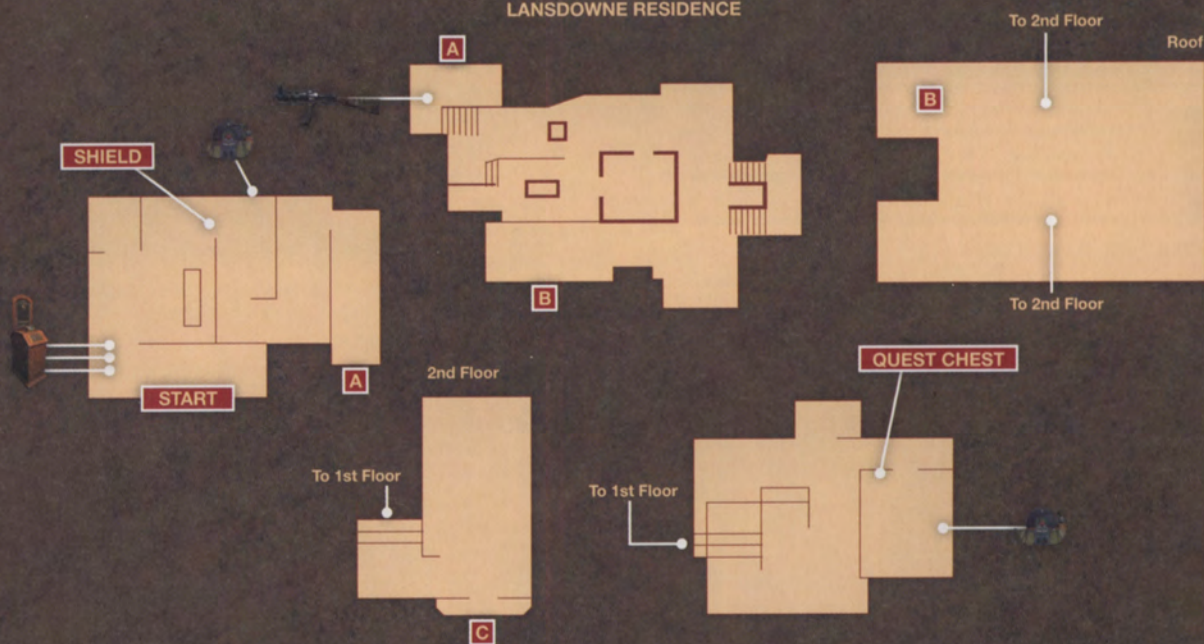 LANSDOWNE RESIDENCE
A
To 2nd Floor
Roof
B
SHIELD
B
To 2nd Floor
START
A
2nd Floor
QUEST CHEST
To 1st Floor
To 1st Floor
C